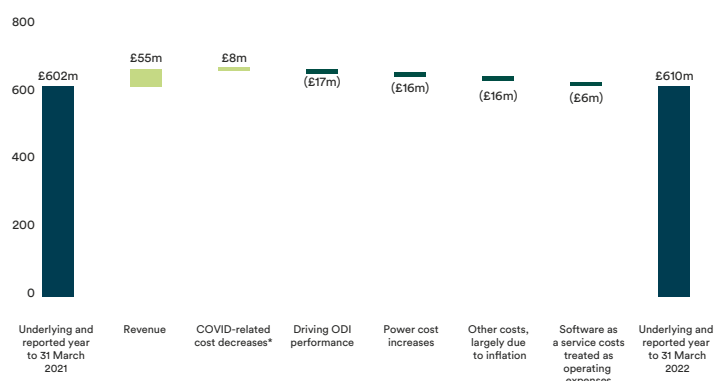 800
600
400
200
0
£602m
£55m
£8m
(£17m)
(£16m)
(£16m)
(£6m)
£610m
Underlying and
reported year
to 31 March
2021
Revenue
COVID-related
cost decreases*
Driving ODI
performance
Power cost
increases
Other costs,
largely due
to inflation
Software as
a service costs
treated as
operating
expenses
Underlying and
reported year
to 31 March
2022